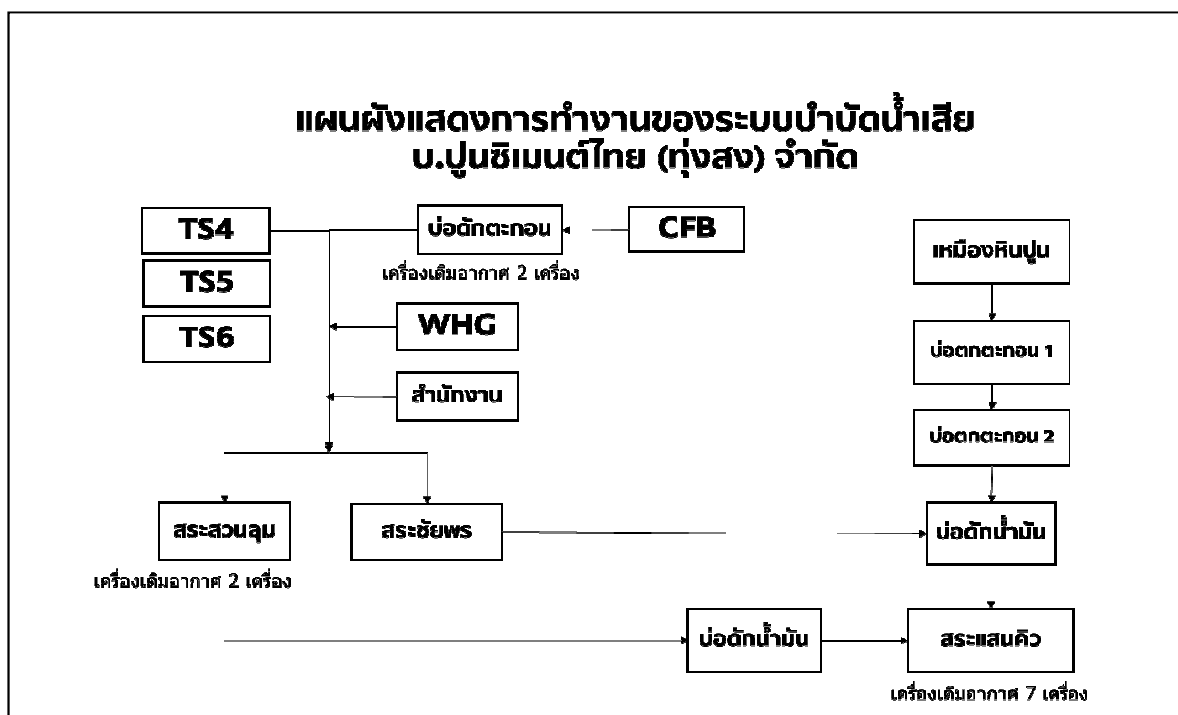 แผนผังแสดงการทำงานของระบบบำบัดน้ำเสีย
บ.ปูนซิเมนต์ไทย (ทุ่งสง) จำกัด
TS4
บ่อดักตะกอน
CFB
เครื่องเติมอากาศ 2 เครื่อง
เหมืองหินปูน
TS5
TS6
WHG
บ่อตกตะกอน 1
สำนักงาน
บ่อตกตะกอน 2
สระสวนลุม
สระชัยพร
บ่อดักน้ำมัน
เครื่องเติมอากาศ 2 เครื่อง
บ่อดักน้ำมัน
สระแสนคิว
เครื่องเติมอากาศ 7 เครื่อง